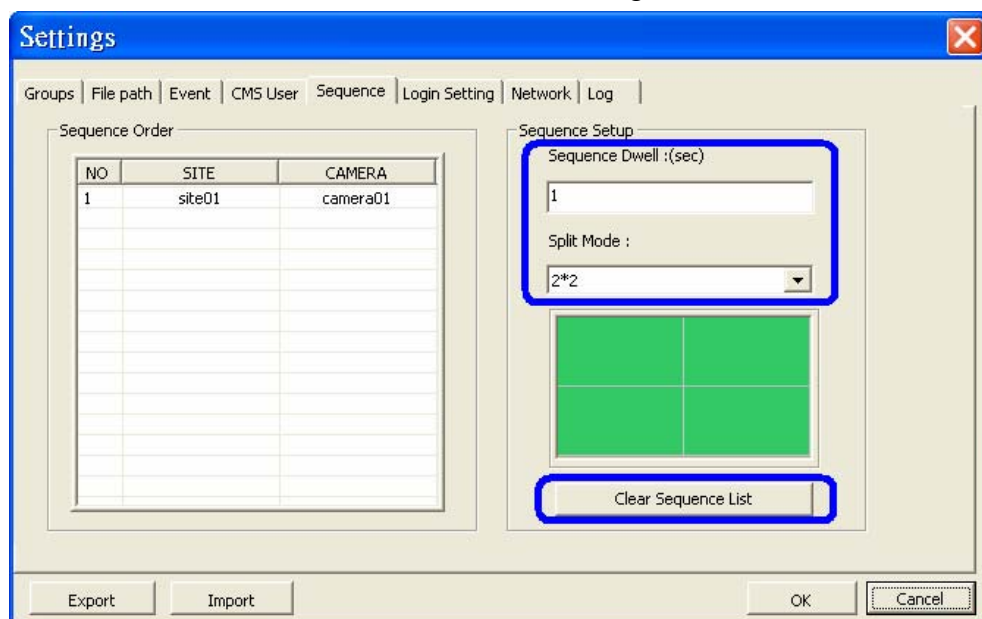 Settings
Groups File path Event CMS User Sequence Login Setting Network Log
Sequence Order
NO SITE CAMERA
1 site01 camera01
Sequence Setup
Sequence Dwell :(sec)
1
Split Mode :
2*2
Clear Sequence List
Export Import OK Cancel